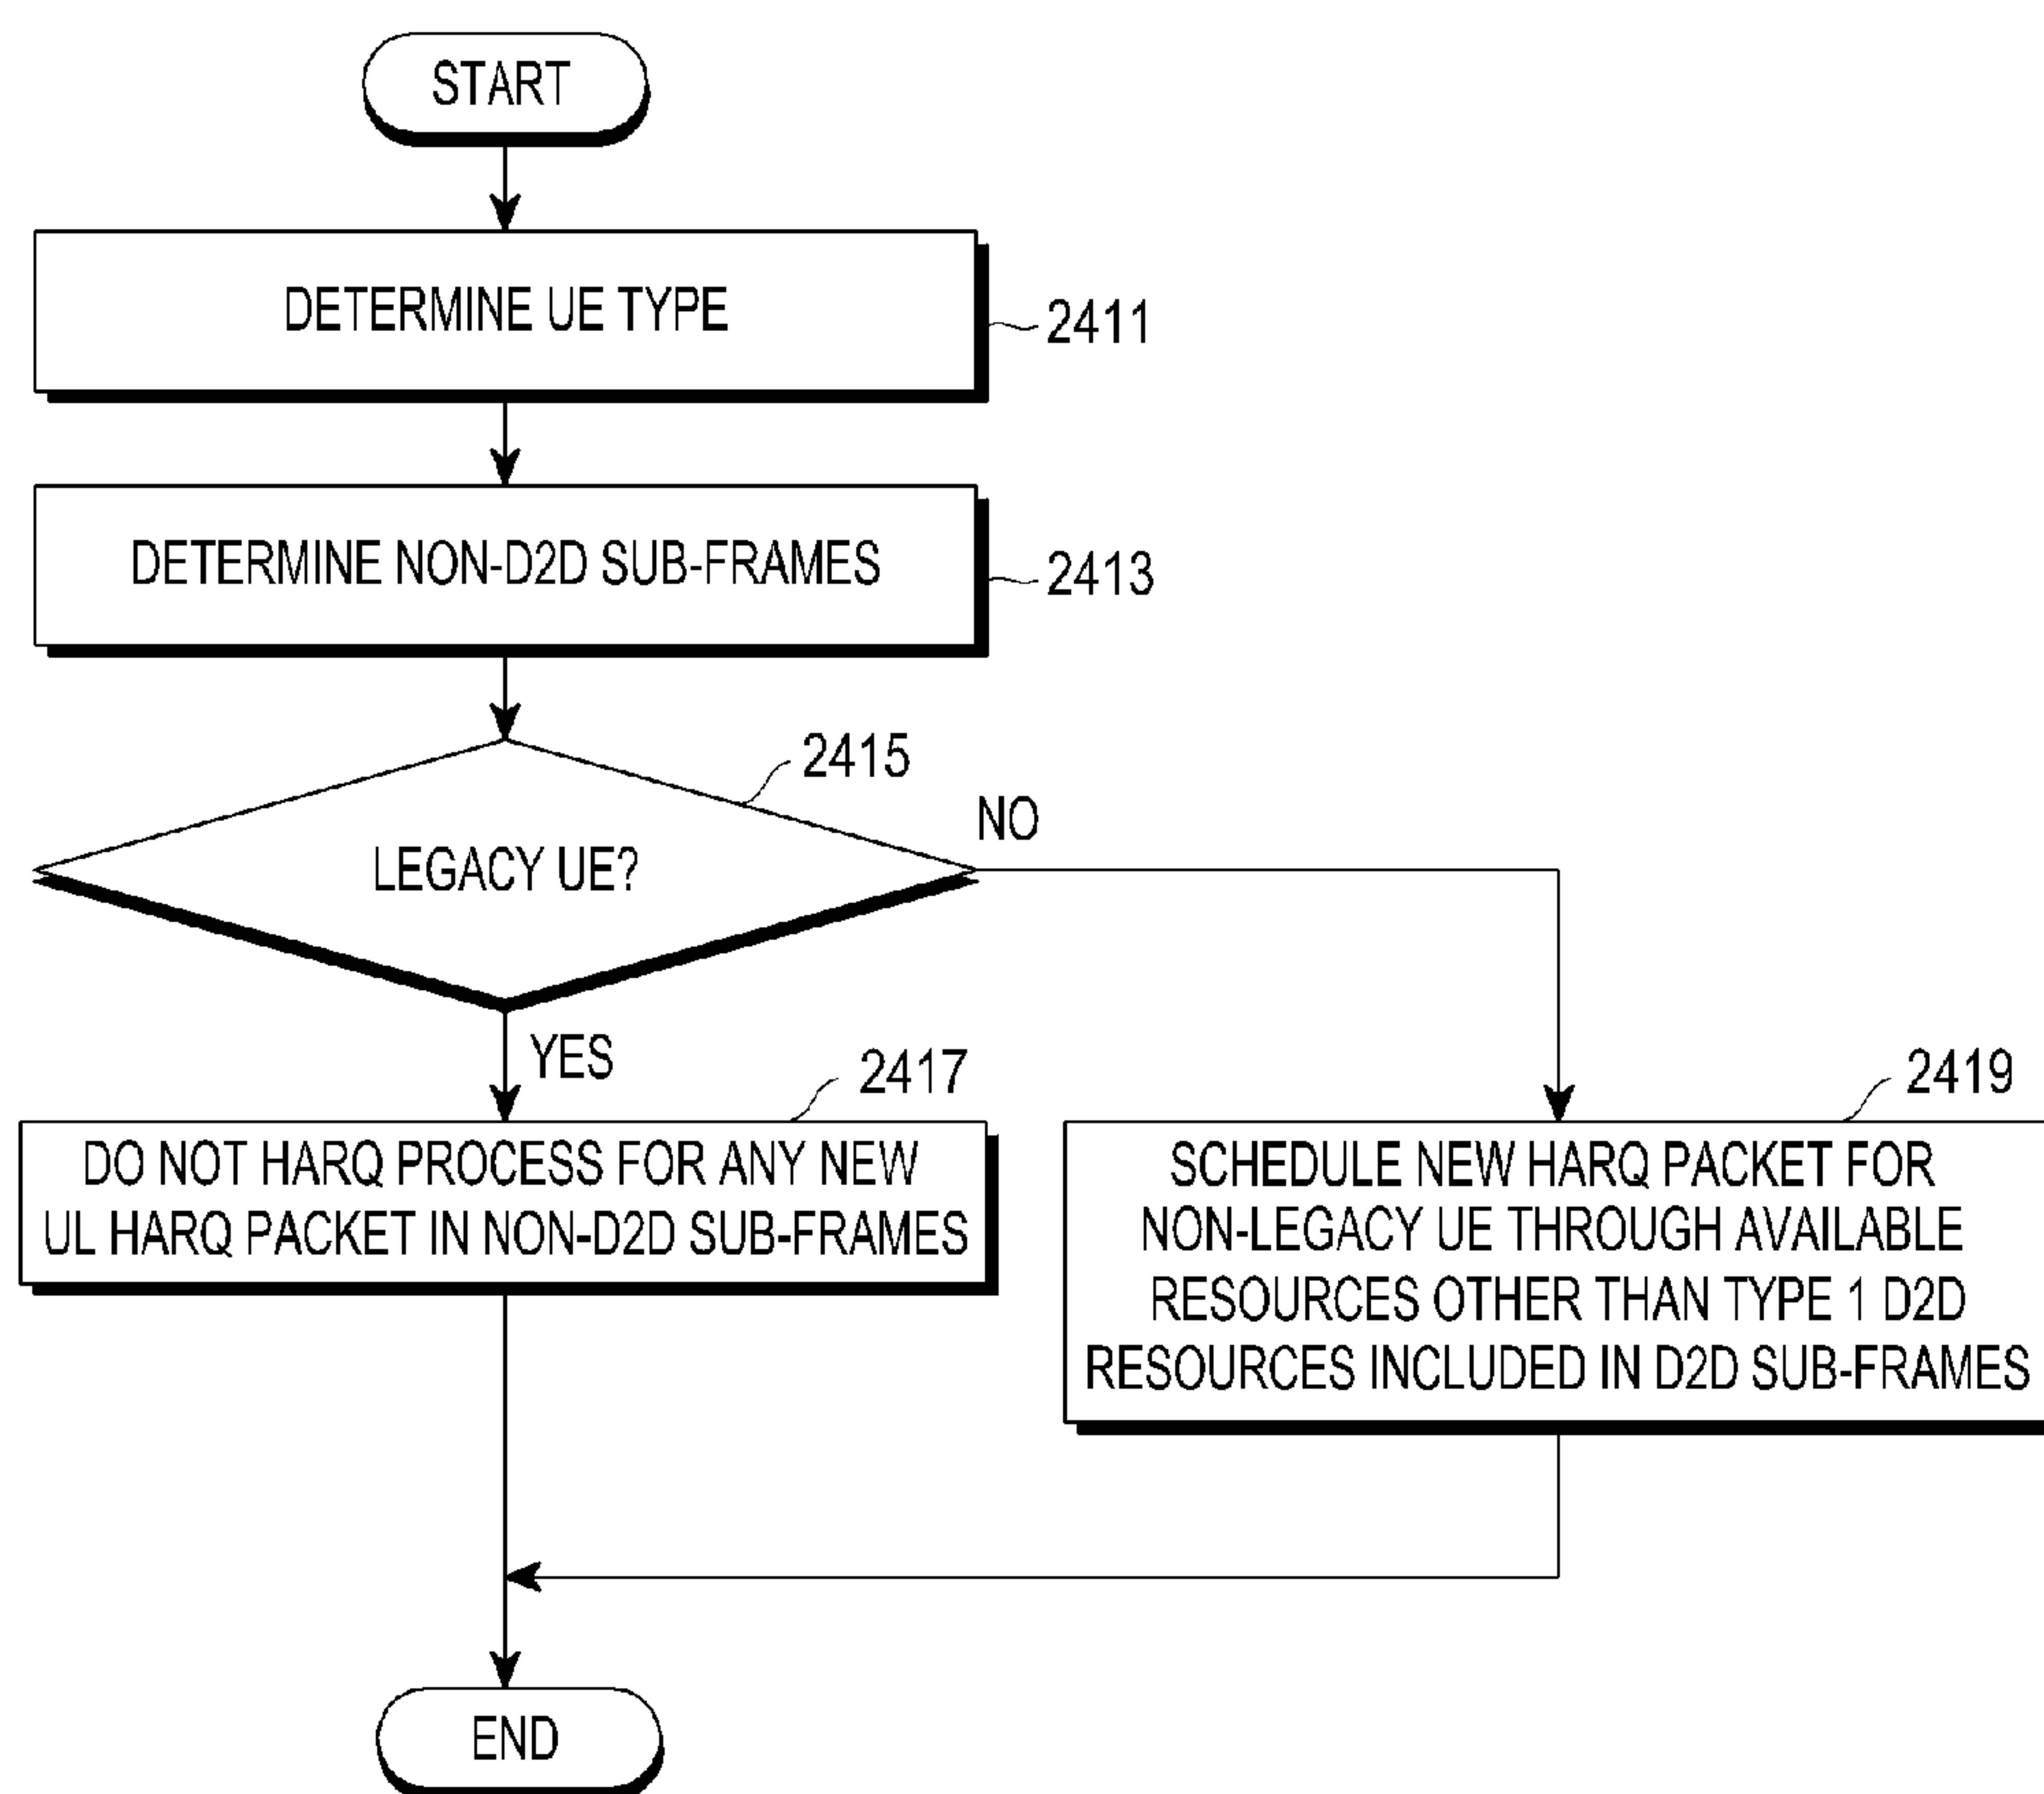 START
DETERMINE UE TYPE
2411
DETERMINE NON-D2D SUB-FRAMES
2413
2415
LEGACY UE?
NO
YES
2417
DO NOT HARQ PROCESS FOR ANY NEW
UL HARQ PACKET IN NON-D2D SUB-FRAMES
2419
SCHEDULE NEW HARQ PACKET FOR
NON-LEGACY UE THROUGH AVAILABLE
RESOURCES OTHER THAN TYPE 1 D2D
RESOURCES INCLUDED IN D2D SUB-FRAMES
END